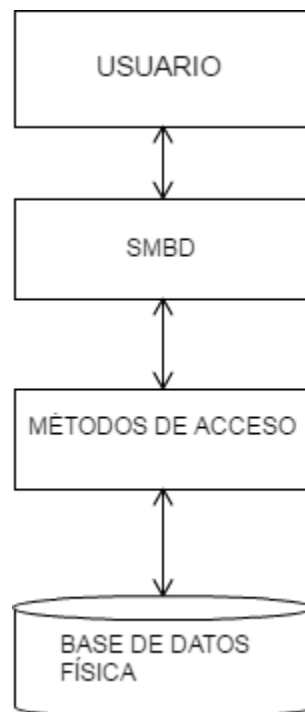 USUARIO
SMBD
MÉTODOS DE ACCESO
BASE DE DATOS
FÍSICA